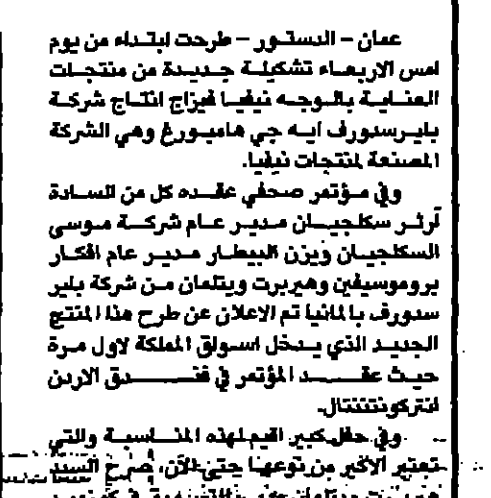 عمان - الدستور - طرحت ابتداء من يوم
امس الاربعاء تشكيلة جديدة من منتجات
العناية بالوجه نيفيا فيزاج انتاج شركة
بايرسدورف ايه جي هامبورغ وهي الشركة
المصنعة لمنتجات نيفيا.
وفي مؤتمر صحفي عقده كل من السادة
آرثر سكلجيان مدير عام شركة موسى
السكلجيان ويزن البيطار مدير عام افكار
بروموسيفن وهربرت ويتلمان من شركة باير
سدورف بالمانيا تم الاعلان عن طرح هذا المنتج
الجديد الذي يدخل اسواق المملكة لاول مرة
حيث عقد المؤتمر في فندق الاردن
انتركونتننتال.
وفي حفل كبير اقيم لهذه المناسبة والتي
تعتبر الاكبر من نوعها حتى الآن، صرح السيد